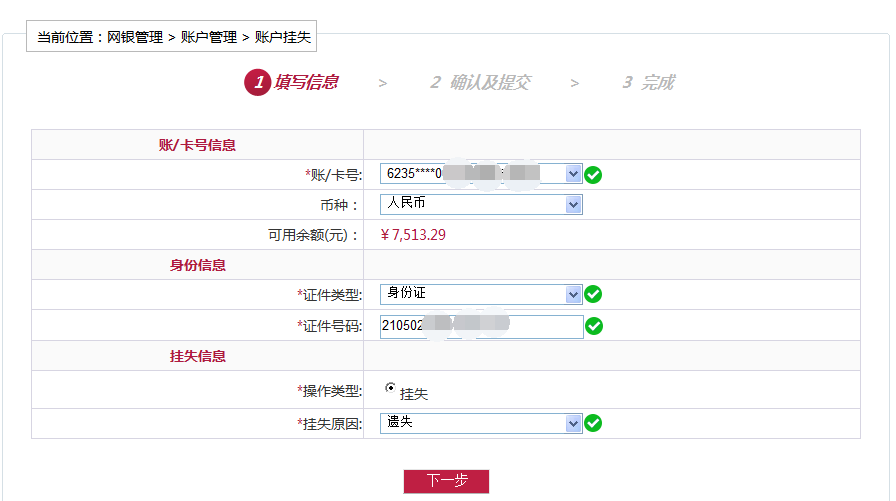 当前位置：网银管理 > 账户管理 > 账户挂失
1 填写信息 > 2 确认及提交 > 3 完成
账/卡号信息
*账/卡号: 6235****0
币种： 人民币
可用余额(元)： ￥7,513.29
身份信息
*证件类型: 身份证
*证件号码: 210502
挂失信息
*操作类型: 挂失
*挂失原因: 遗失
下一步